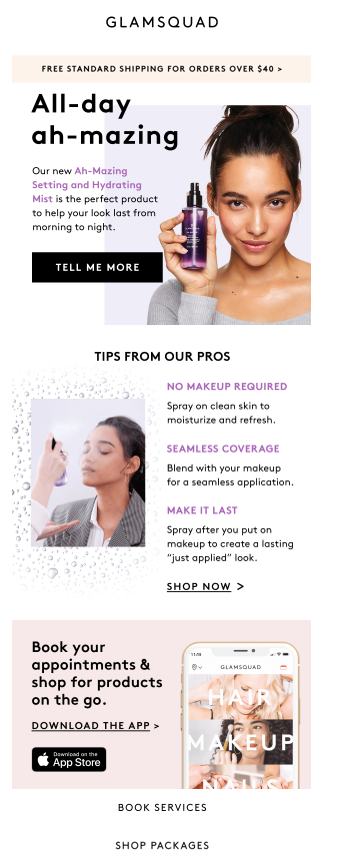 GLAMSQUAD
FREE STANDARD SHIPPING FOR ORDERS OVER $40 >
All-day
ah-mazing
Our new Ah-Mazing
Setting and Hydrating
Mist is the perfect product
to help your look last from
morning to night.
TELL ME MORE
TIPS FROM OUR PROS
NO MAKEUP REQUIRED
Spray on clean skin to
moisturize and refresh.
SEAMLESS COVERAGE
Blend with your makeup
for a seamless application.
MAKE IT LAST
Spray after you put on
makeup to create a lasting
“just applied” look.
SHOP NOW >
Book your
appointments &
shop for products
on the go.
DOWNLOAD THE APP >
Download on the
App Store
GLAMSQUAD
HAIR
MAKEUP
NAILS
BOOK SERVICES
SHOP PACKAGES